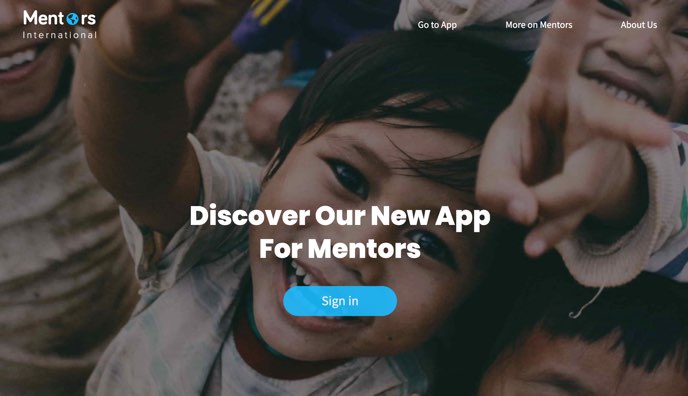 Mentors
International
Go to App
More on Mentors
About Us
Discover Our New App
For Mentors
Sign in